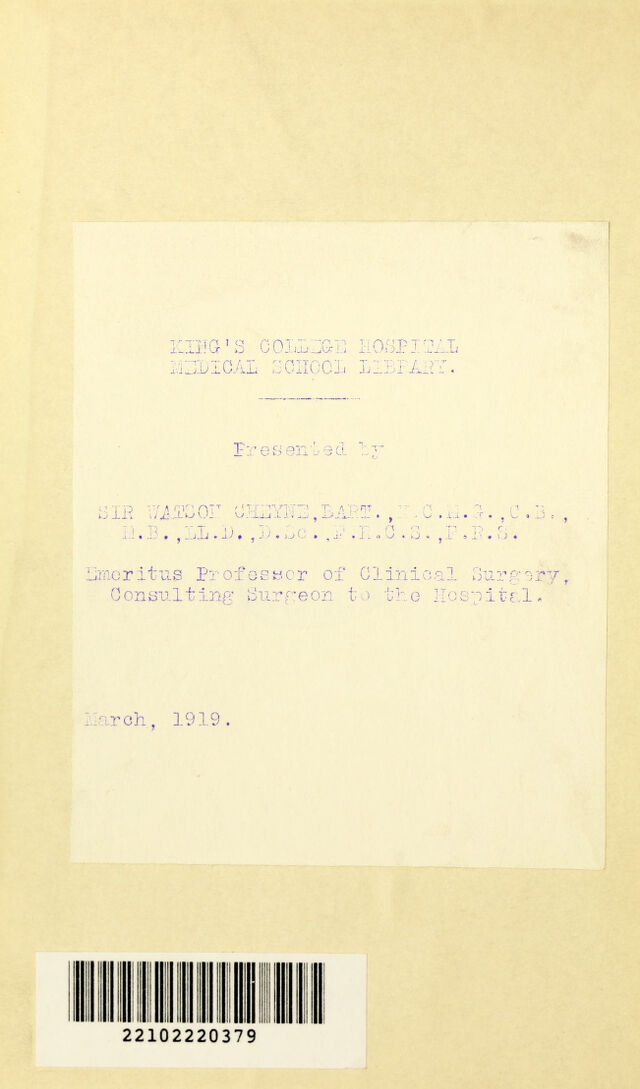 KING'S COLLEGE HOSPITAL
MEDICAL SCHOOL LIBRARY.
Presented by
SIR WATSON CHEYNE,BART.,K.C.M.G.,C.B.,
M.B.,LL.D.,D.Sc.,F.R.C.S.,F.R.S.
Emeritus Professor of Clinical Surgery,
Consulting Surgeon to the Hospital.
March, 1919.
22102220379